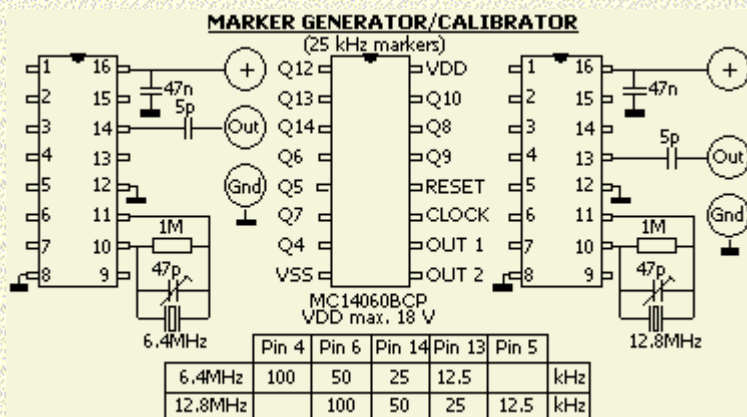 MARKER GENERATOR/CALIBRATOR
(25 kHz markers)
1 16 +
47n
2 15
5p
3 14 Out
4 13
5 12 Gnd
6 11
1M
7 10
47p
8 9
6.4MHz
Q12 VDD
Q13 Q10
Q14 Q8
Q6 Q9
Q5 RESET
Q7 CLOCK
Q4 OUT 1
VSS OUT 2
MC14060BCP
VDD max. 18 V
1 16 +
47n
2 15
3 14
5p
4 13 Out
5 12
6 11 Gnd
1M
7 10
47p
8 9
12.8MHz
Pin 4 Pin 6 Pin 14 Pin 13 Pin 5
6.4MHz 100 50 25 12.5 kHz
12.8MHz 100 50 25 12.5 kHz